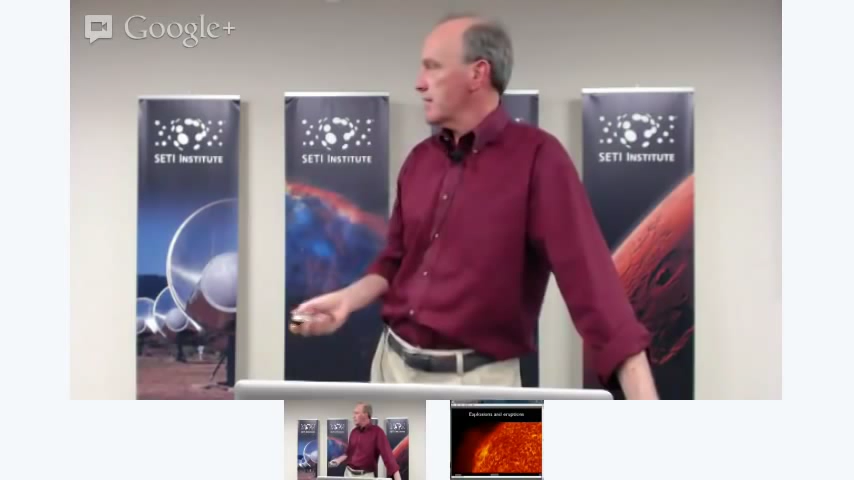 Google+
SETI INSTITUTE
SETI INSTITUTE
SETI INSTITUTE
Explosions and eruptions